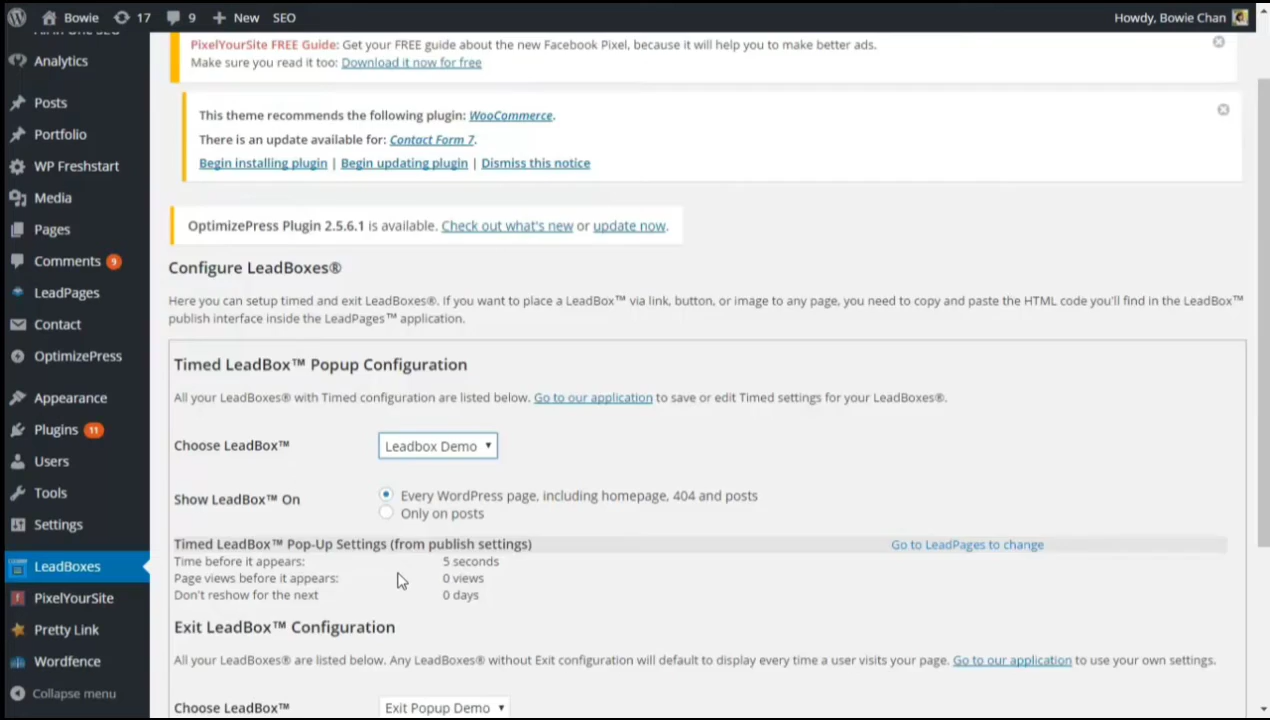 Bowie 17 9 New SEO
Howdy, Bowie Chan
All in One SEO
Analytics
Posts
Portfolio
WP Freshstart
Media
Pages
Comments 9
LeadPages
Contact
OptimizePress
Appearance
Plugins 11
Users
Tools
Settings
LeadBoxes
PixelYourSite
Pretty Link
Wordfence
Collapse menu
PixelYourSite FREE Guide: Get your FREE guide about the new Facebook Pixel, because it will help you to make better ads.
Make sure you read it too: Download it now for free
This theme recommends the following plugin: WooCommerce.
There is an update available for: Contact Form 7.
Begin installing plugin | Begin updating plugin | Dismiss this notice
OptimizePress Plugin 2.5.6.1 is available. Check out what's new or update now.
Configure LeadBoxes®
Here you can setup timed and exit LeadBoxes®. If you want to place a LeadBox™ via link, button, or image to any page, you need to copy and paste the HTML code you'll find in the LeadBox™
publish interface inside the LeadPages™ application.
Timed LeadBox™ Popup Configuration
All your LeadBoxes® with Timed configuration are listed below. Go to our application to save or edit Timed settings for your LeadBoxes®.
Choose LeadBox™ Leadbox Demo
Show LeadBox™ On Every WordPress page, including homepage, 404 and posts
Only on posts
Timed LeadBox™ Pop-Up Settings (from publish settings) Go to LeadPages to change
Time before it appears: 5 seconds
Page views before it appears: 0 views
Don't reshow for the next 0 days
Exit LeadBox™ Configuration
All your LeadBoxes® are listed below. Any LeadBoxes® without Exit configuration will default to display every time a user visits your page. Go to our application to use your own settings.
Choose LeadBox™ Exit Popup Demo